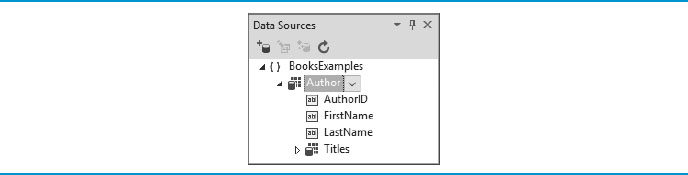 Data Sources
{ } BooksExamples
Author
AuthorID
FirstName
LastName
Titles